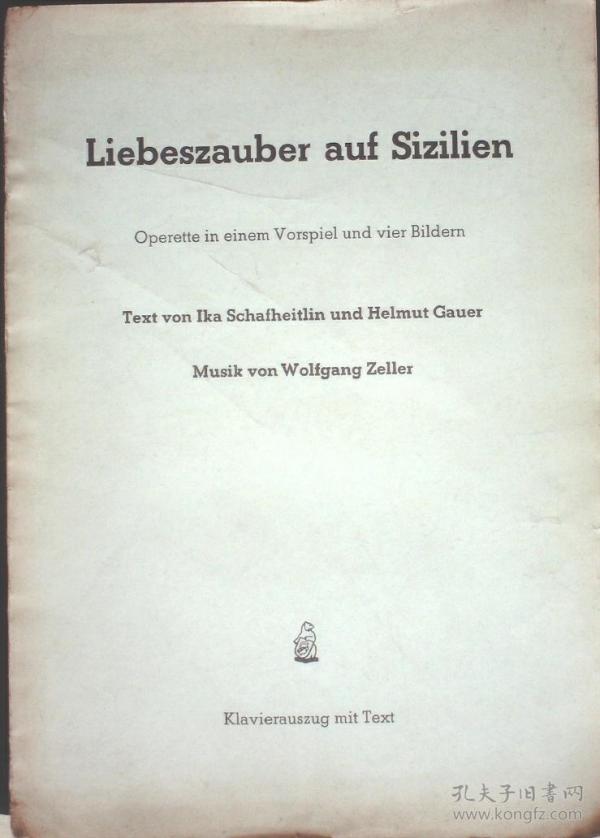 Liebeszauber auf Sizilien
Operette in einem Vorspiel und vier Bildern
Text von Ika Schafheitlin und Helmut Gauer
Musik von Wolfgang Zeller
Klavierauszug mit Text
孔夫子旧書网
www.kongfz.com